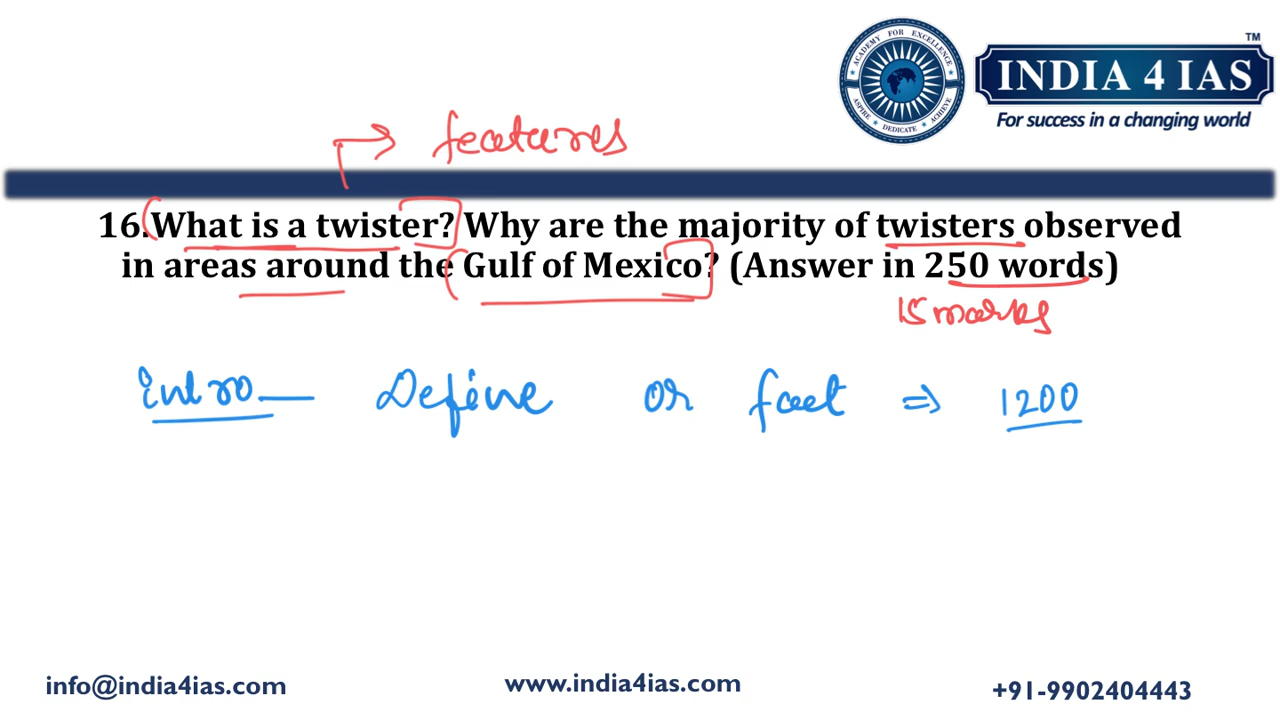 ACADEMY FOR EXCELLENCE
ASPIRE DEDICATE ACHIEVE
TM
INDIA 4 IAS
For success in a changing world
→ features
16. What is a twister? Why are the majority of twisters observed
in areas around the Gulf of Mexico? (Answer in 250 words)
15 marks
Intro — Define or fact ⇒ 1200
info@india4ias.com
www.india4ias.com
+91-9902404443